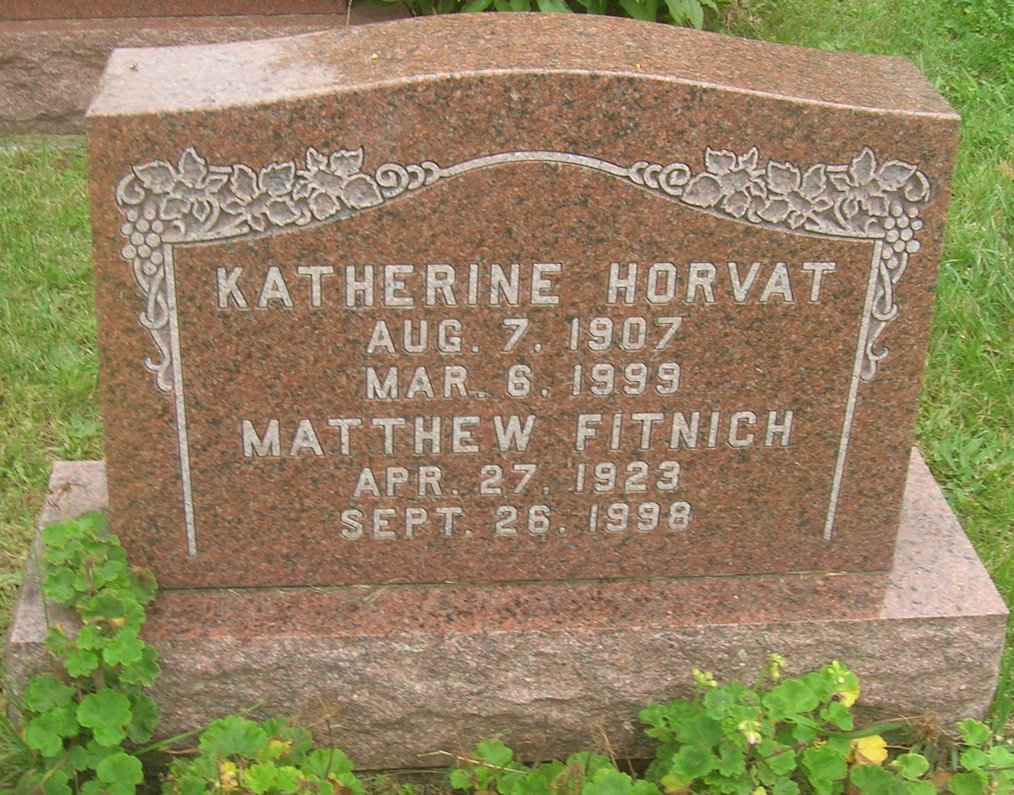 KATHERINE HORVAT
AUG. 7, 1907
MAR. 6, 1999
MATTHEW FITNICH
APR. 27, 1923
SEPT. 26, 1998